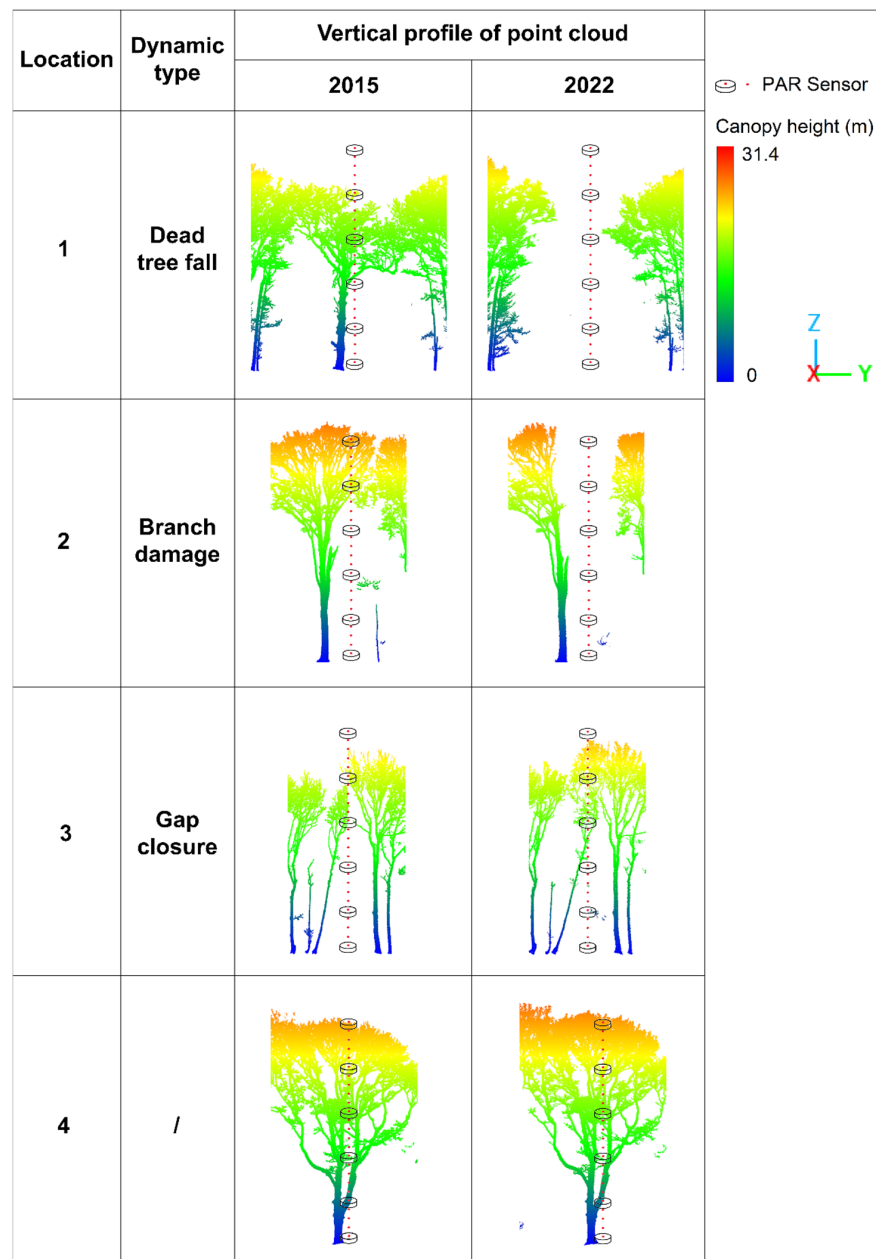 Location
Dynamic
type
Vertical profile of point cloud
2015
2022
PAR Sensor
Canopy height (m)
31.4
0
Z
X
Y
1
Dead
tree fall
2
Branch
damage
3
Gap
closure
4
/